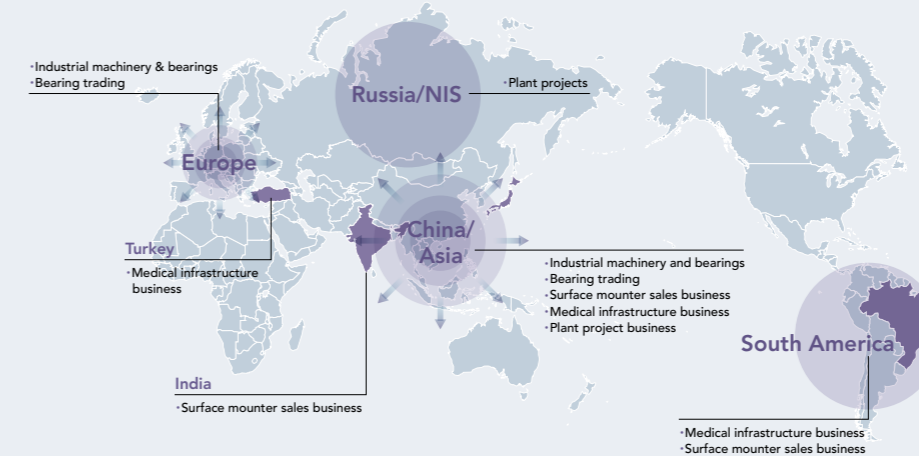 ·Industrial machinery & bearings
·Bearing trading
Russia/NIS
·Plant projects
Europe
Turkey
·Medical infrastructure
business
China/
Asia
·Industrial machinery and bearings
·Bearing trading
·Surface mounter sales business
·Medical infrastructure business
·Plant project business
India
·Surface mounter sales business
South America
·Medical infrastructure business
·Surface mounter sales business